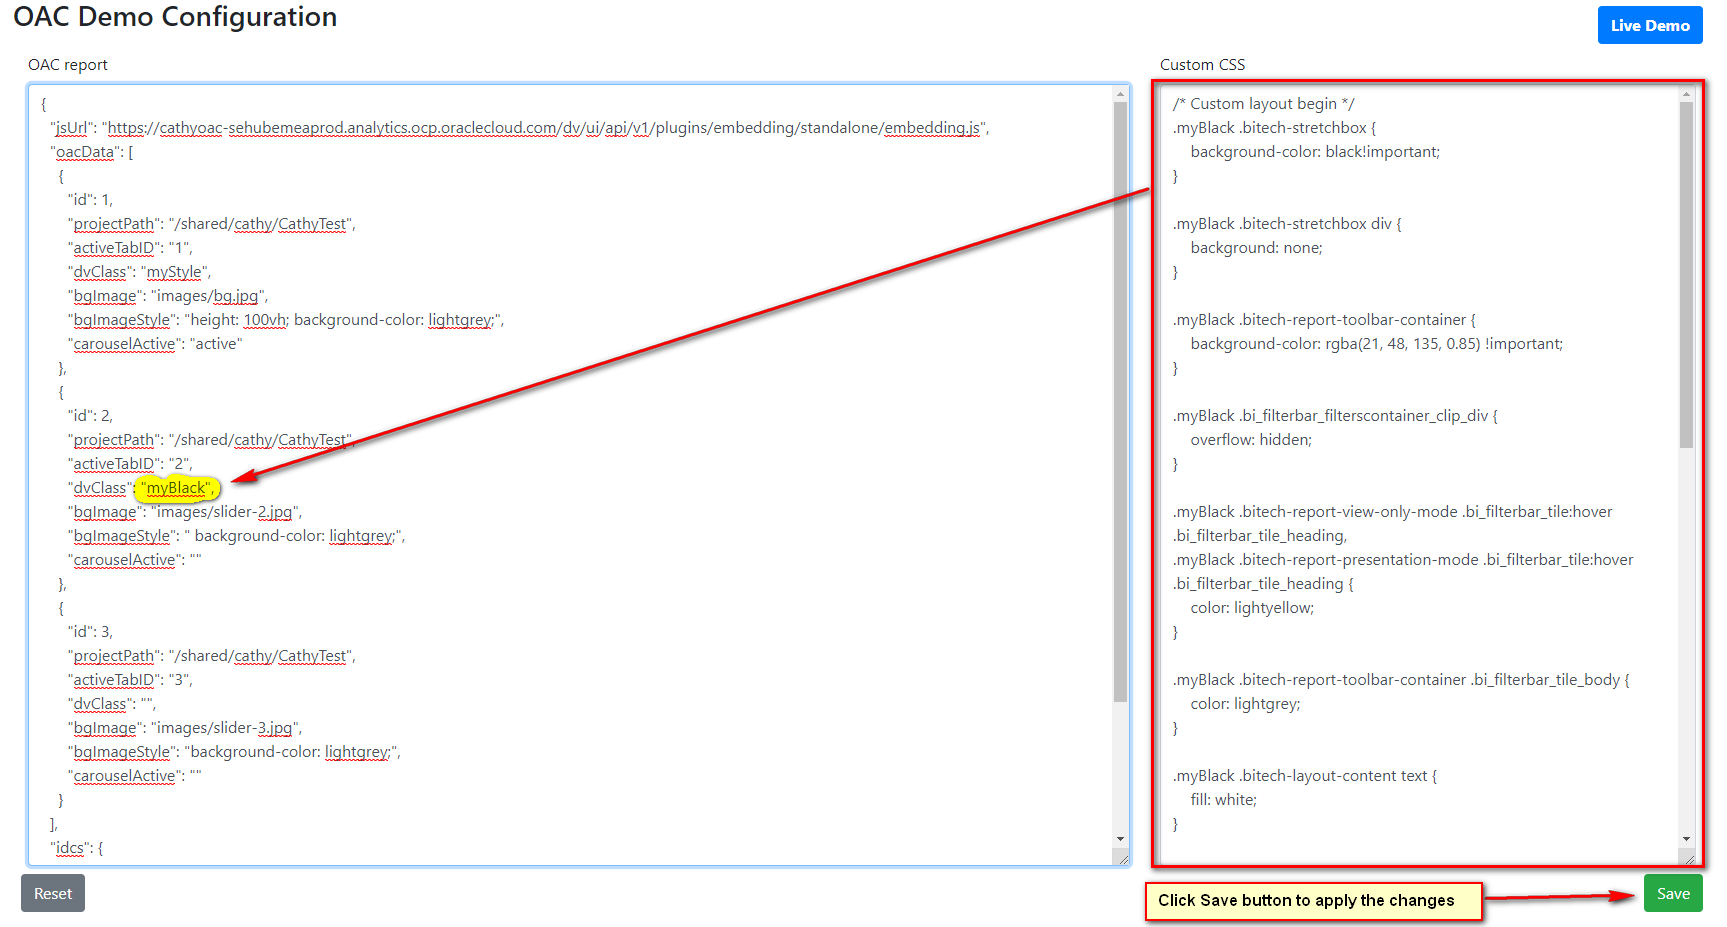 OAC Demo Configuration
Live Demo
OAC report
{
"jsUrl": "https://cathyoac-sehubemeaprod.analytics.ocp.oraclecloud.com/dv/ui/api/v1/plugins/embedding/standalone/embedding.js",
"oacData": [
{
"id": 1,
"projectPath": "/shared/cathy/CathyTest",
"activeTabID": "1",
"dvClass": "myStyle",
"bgImage": "images/bg.jpg",
"bgImageStyle": "height: 100vh; background-color: lightgrey;",
"carouselActive": "active"
},
{
"id": 2,
"projectPath": "/shared/cathy/CathyTest",
"activeTabID": "2",
"dvClass": "myBlack",
"bgImage": "images/slider-2.jpg",
"bgImageStyle": " background-color: lightgrey;",
"carouselActive": ""
},
{
"id": 3,
"projectPath": "/shared/cathy/CathyTest",
"activeTabID": "3",
"dvClass": "",
"bgImage": "images/slider-3.jpg",
"bgImageStyle": "background-color: lightgrey;",
"carouselActive": ""
}
],
"idcs": {
Custom CSS
/* Custom layout begin */
.myBlack .bitech-stretchbox {
background-color: black!important;
}
.myBlack .bitech-stretchbox div {
background: none;
}
.myBlack .bitech-report-toolbar-container {
background-color: rgba(21, 48, 135, 0.85) !important;
}
.myBlack .bi_filterbar_filterscontainer_clip_div {
overflow: hidden;
}
.myBlack .bitech-report-view-only-mode .bi_filterbar_tile:hover
.bi_filterbar_tile_heading,
.myBlack .bitech-report-presentation-mode .bi_filterbar_tile:hover
.bi_filterbar_tile_heading {
color: lightyellow;
}
.myBlack .bitech-report-toolbar-container .bi_filterbar_tile_body {
color: lightgrey;
}
.myBlack .bitech-layout-content text {
fill: white;
}
Reset
Click Save button to apply the changes
Save